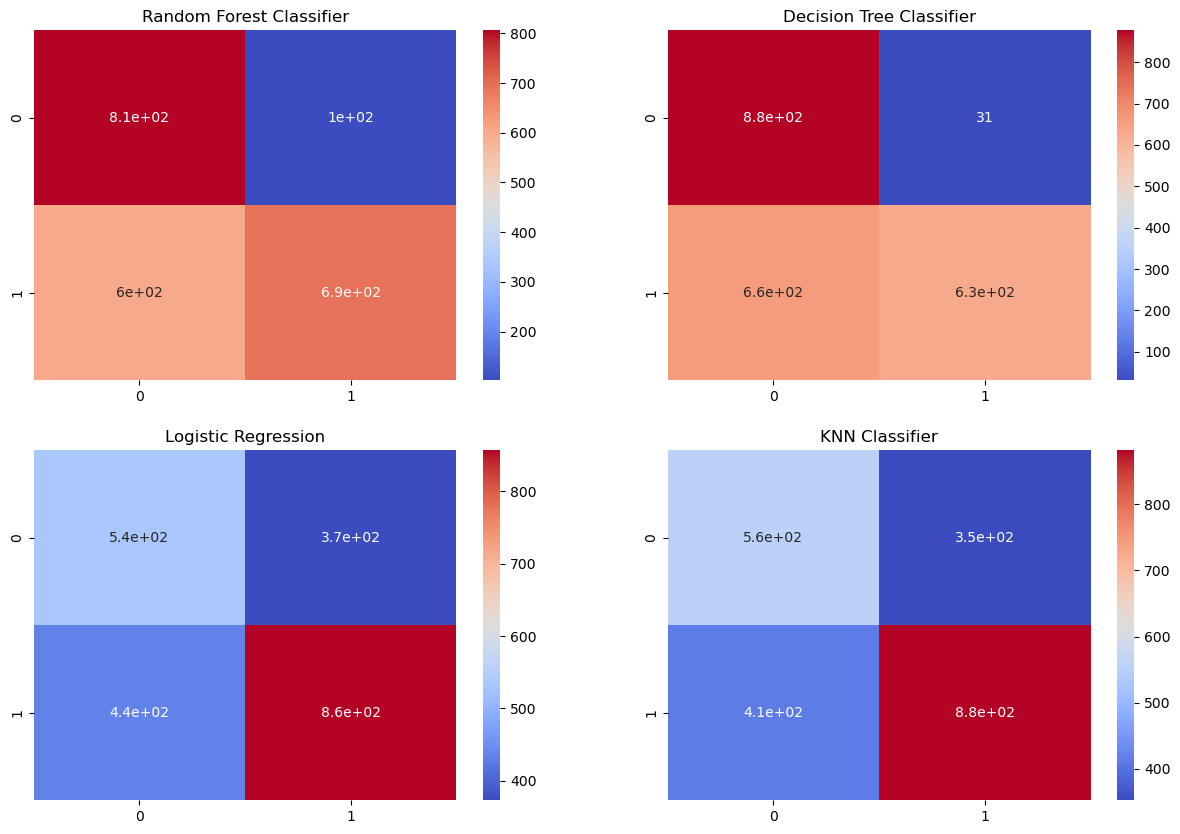 Random Forest Classifier
0
8.1e+02
1e+02
1
6e+02
6.9e+02
0
1
800
700
600
500
400
300
200
Decision Tree Classifier
0
8.8e+02
31
1
6.6e+02
6.3e+02
0
1
800
700
600
500
400
300
200
100
Logistic Regression
0
5.4e+02
3.7e+02
1
4.4e+02
8.6e+02
0
1
800
700
600
500
400
KNN Classifier
0
5.6e+02
3.5e+02
1
4.1e+02
8.8e+02
0
1
800
700
600
500
400